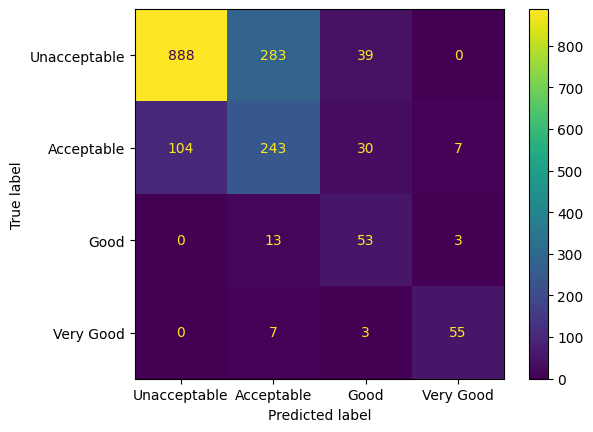 Unacceptable 888 283 39 0
Acceptable 104 243 30 7
Good 0 13 53 3
Very Good 0 7 3 55
Unacceptable Acceptable Good Very Good
Predicted label
True label
800
700
600
500
400
300
200
100
0